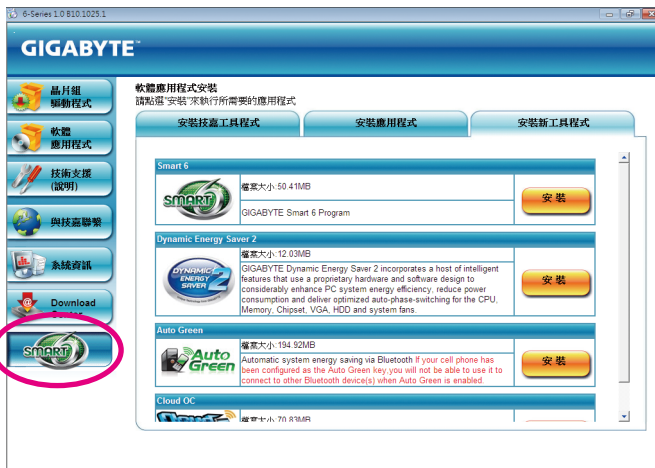 6-Series 1.0 B10.1025.1
GIGABYTE™
晶片組
驅動程式
軟體
應用程式
技術支援
(說明)
與技嘉聯繫
系統資訊
Download
Center
SMART6
軟體應用程式安裝
請點選"安裝"來執行所需要的應用程式
安裝技嘉工具程式
安裝應用程式
安裝新工具程式
Smart 6
SMART6
檔案大小:50.41MB
GIGABYTE Smart 6 Program
安裝
Dynamic Energy Saver 2
DYNAMIC
ENERGY
SAVER 2
檔案大小:12.03MB
GIGABYTE Dynamic Energy Saver 2 incorporates a host of intelligent
features that use a proprietary hardware and software design to
considerably enhance PC system energy efficiency, reduce power
consumption and deliver optimized auto-phase-switching for the CPU,
Memory, Chipset, VGA, HDD and system fans.
安裝
Auto Green
Auto
Green
檔案大小:194.92MB
Automatic system energy saving via Bluetooth If your cell phone has
been configured as the Auto Green key,you will not be able to use it to
connect to other Bluetooth device(s) when Auto Green is enabled.
安裝
Cloud OC
檔案大小:70.83MB